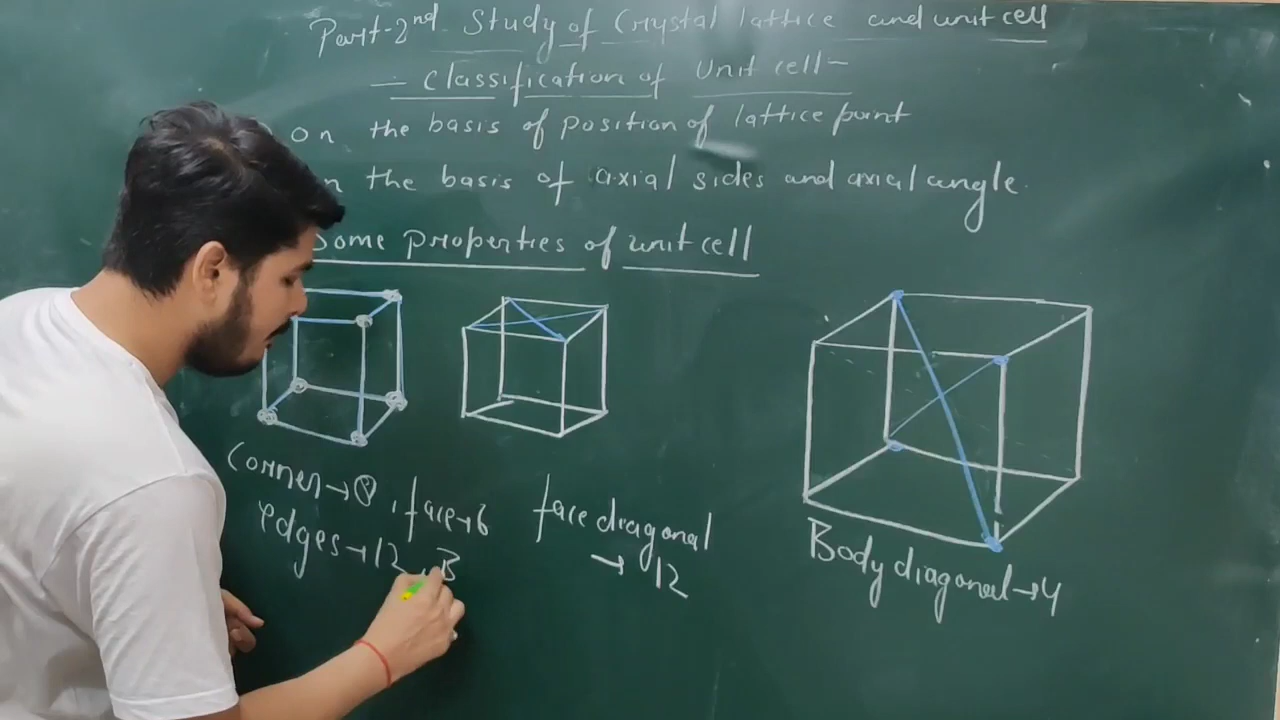 Part-2nd Study of Crystal lattice and unit cell
— Classification of Unit cell—
on the basis of position of lattice point
the basis of axial sides and axial angle.
Some properties of unit cell
Corner→8, face→6
edges→12, B
face diagonal
→ 12
Body diagonal→4